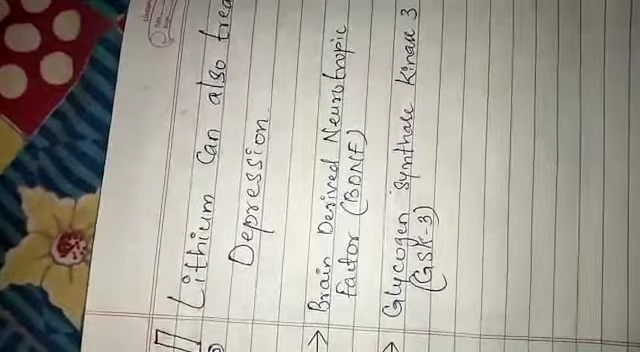 Lithium can also trea
Depression.
→ Brain Derived Neurotropic
Factor (BDNF)
→ Glycogen Synthase Kinase 3
(GSK-3)